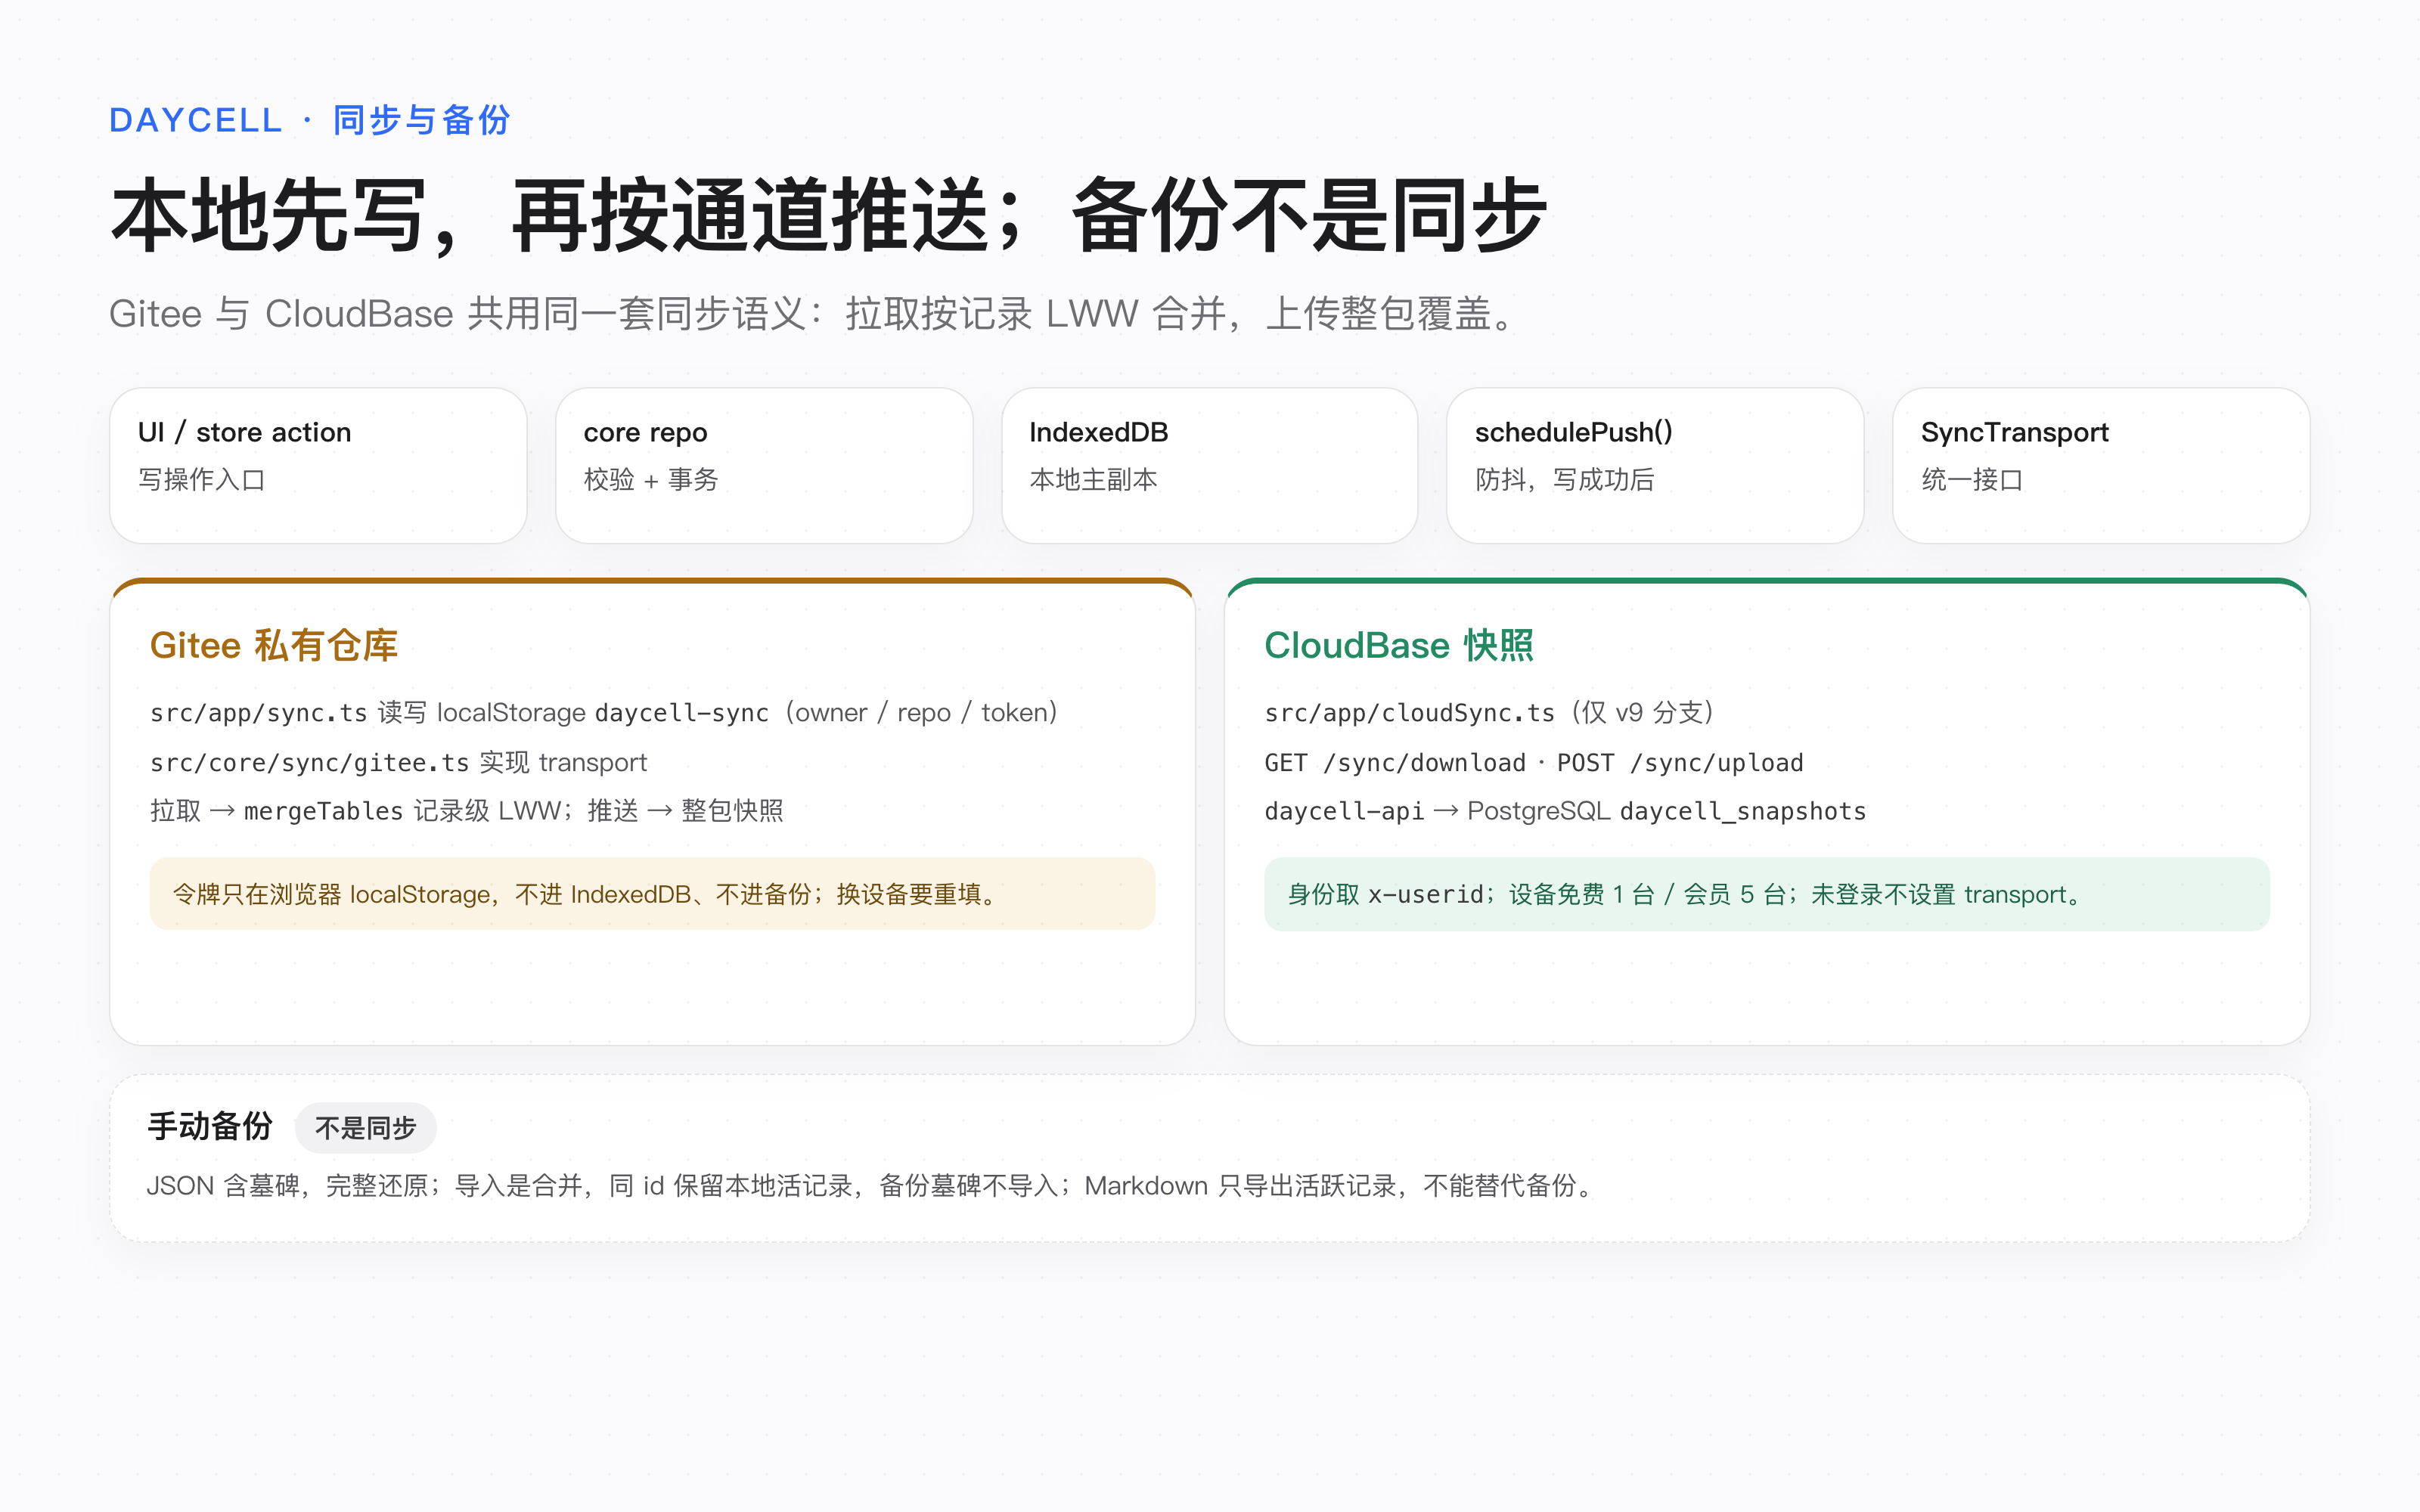 DAYCELL · 同步与备份
本地先写，再按通道推送；备份不是同步
Gitee 与 CloudBase 共用同一套同步语义：拉取按记录 LWW 合并，上传整包覆盖。
UI / store action
写操作入口
core repo
校验 + 事务
IndexedDB
本地主副本
schedulePush()
防抖，写成功后
SyncTransport
统一接口
Gitee 私有仓库
src/app/sync.ts 读写 localStorage daycell-sync（owner / repo / token）
src/core/sync/gitee.ts 实现 transport
拉取 → mergeTables 记录级 LWW；推送 → 整包快照
令牌只在浏览器 localStorage，不进 IndexedDB、不进备份；换设备要重填。
CloudBase 快照
src/app/cloudSync.ts（仅 v9 分支）
GET /sync/download · POST /sync/upload
daycell-api → PostgreSQL daycell_snapshots
身份取 x-userid；设备免费 1 台 / 会员 5 台；未登录不设置 transport。
手动备份 不是同步
JSON 含墓碑，完整还原；导入是合并，同 id 保留本地活记录，备份墓碑不导入；Markdown 只导出活跃记录，不能替代备份。